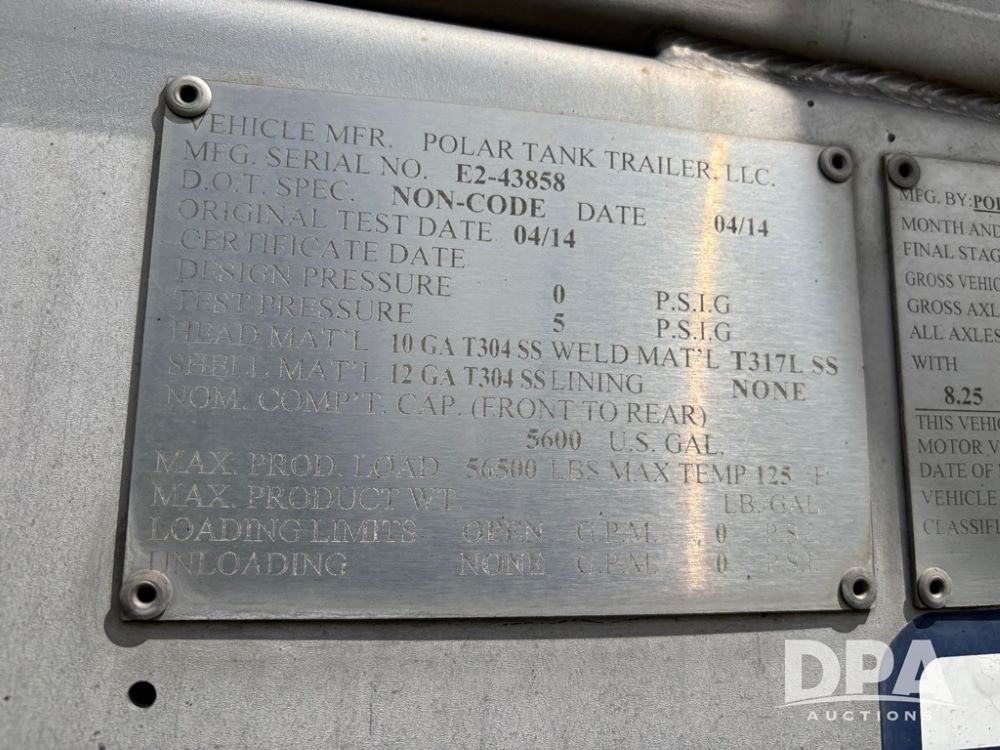 VEHICLE MFR. POLAR TANK TRAILER, LLC.
MFG. SERIAL NO. E2-43858
D.O.T. SPEC. NON-CODE DATE 04/14
ORIGINAL TEST DATE 04/14
CERTIFICATE DATE
DESIGN PRESSURE 0 P.S.I.G
TEST PRESSURE 5 P.S.I.G
HEAD MAT'L 10 GA T304 SS WELD MAT'L T317L SS
SHELL MAT'L 12 GA T304 SS LINING NONE
NOM. COMP'T. CAP. (FRONT TO REAR)
5600 U.S. GAL.
MAX. PROD. LOAD 56500 LBS MAX TEMP 125 F
MAX. PRODUCT WT. LB. GAL
LOADING LIMITS OPEN G.P.M. 0 P.S.I.
UNLOADING NONE G.P.M. 0 P.S.I.
MFG. BY:
MONTH AND
FINAL STAG
GROSS VEHIC
GROSS AXL
ALL AXLES
WITH
8.25
THIS VEHI
MOTOR V
DATE OF
VEHICLE
CLASSIFI
DPA
AUCTIONS